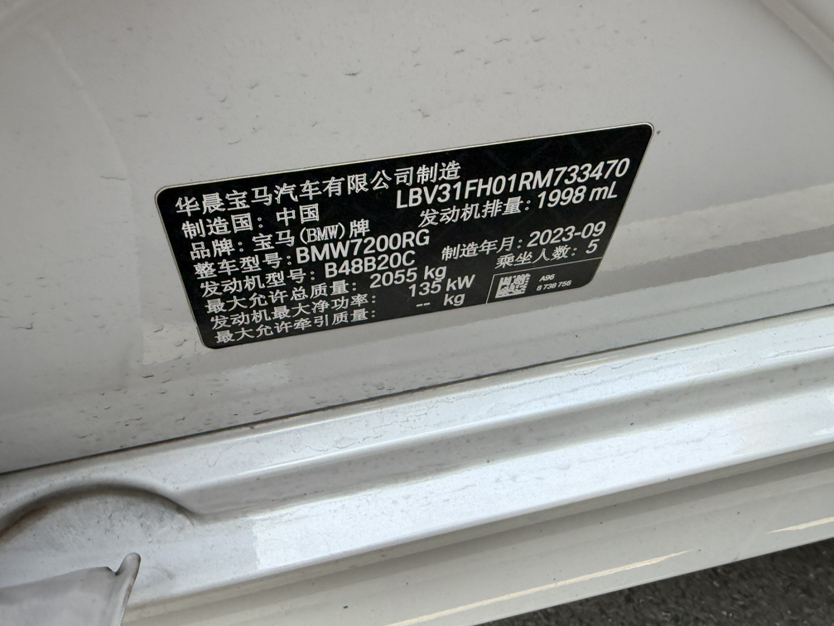 华晨宝马汽车有限公司制造
制造国: 中国 LBV31FH01RM733470
品牌: 宝马(BMW)牌 发动机排量: 1998 mL
整车型号: BMW7200RG
发动机型号: B48B20C 制造年月: 2023-09
最大允许总质量: 2055 kg 乘坐人数: 5
发动机最大净功率: 135 kW
最大允许牵引质量: -- kg
A96
8 736 756